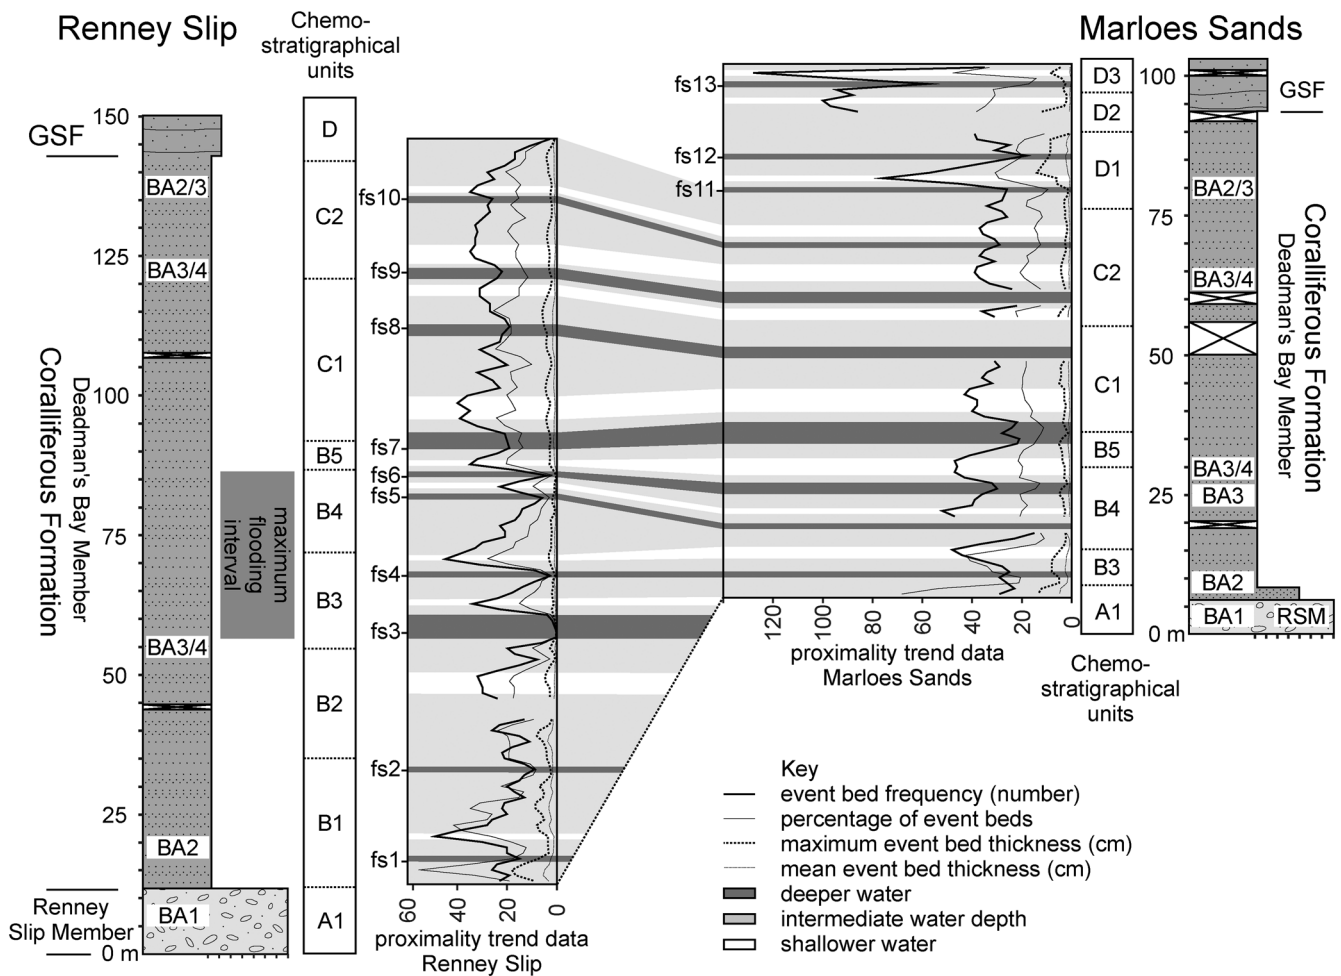 Renney Slip
Chemo-
stratigraphical
units
Marloes Sands
150
GSF
125
100
75
50
25
0 m
BA2/3
BA3/4
BA3/4
BA2
BA1
Coralliferous Formation
Deadman's Bay Member
Renney
Slip Member
maximum
flooding
interval
D
C2
C1
B5
B4
B3
B2
B1
A1
fs10
fs9
fs8
fs7
fs6
fs5
fs4
fs3
fs2
fs1
60
40
20
0
proximality trend data
Renney Slip
fs13
fs12
fs11
120
100
80
60
40
20
0
proximality trend data
Marloes Sands
D3
D2
D1
C2
C1
B5
B4
B3
A1
Chemo-
stratigraphical
units
100
75
50
25
0 m
GSF
BA2/3
BA3/4
BA3/4
BA3
BA2
BA1
RSM
Coralliferous Formation
Deadman's Bay Member
Key
event bed frequency (number)
percentage of event beds
maximum event bed thickness (cm)
mean event bed thickness (cm)
deeper water
intermediate water depth
shallower water